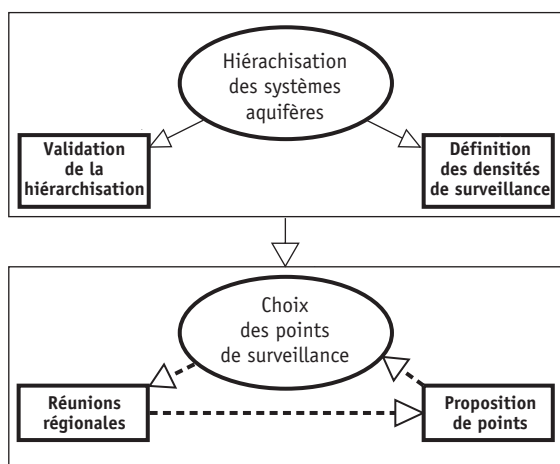 Hiérachisation
des systèmes
aquifères
Validation
de la
hiérarchisation
Définition
des densités
de surveillance
Choix
des points
de surveillance
Réunions
régionales
Proposition
de points